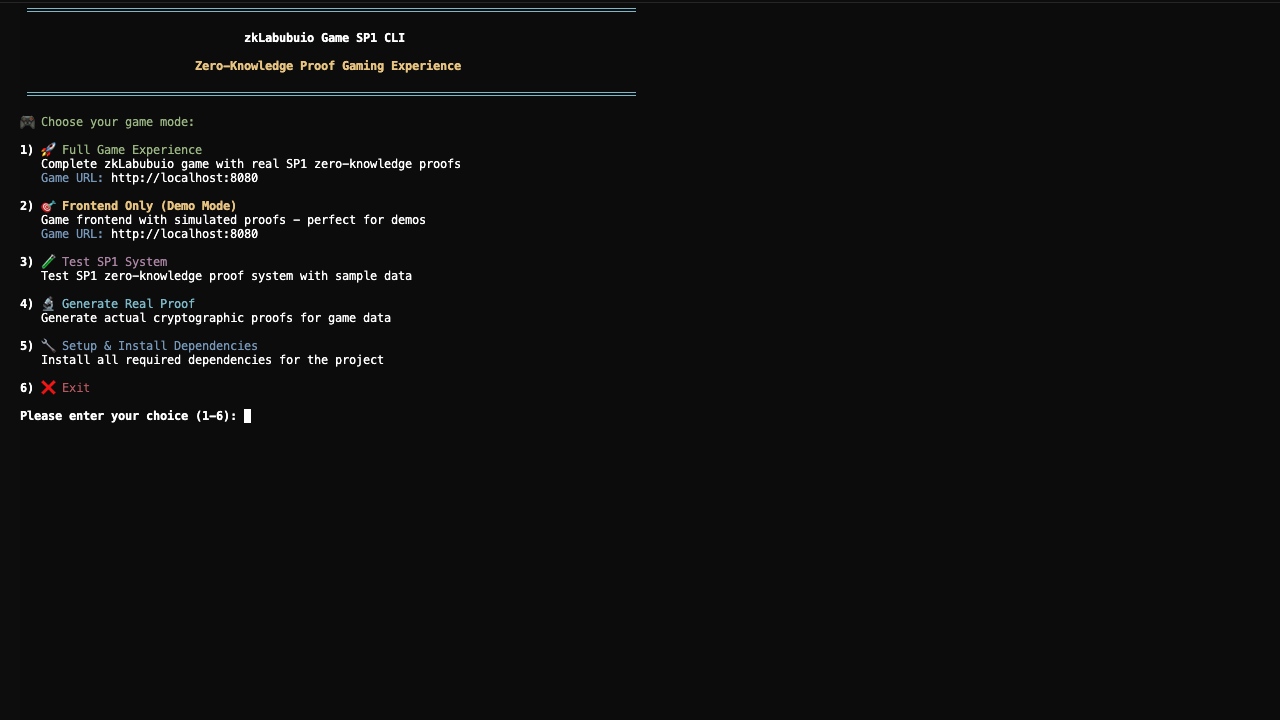 zkLabubuio Game SP1 CLI
Zero-Knowledge Proof Gaming Experience
🎮 Choose your game mode:
1) 🚀 Full Game Experience
Complete zkLabubuio game with real SP1 zero-knowledge proofs
Game URL: http://localhost:8080
2) 🎯 Frontend Only (Demo Mode)
Game frontend with simulated proofs - perfect for demos
Game URL: http://localhost:8080
3) 🧪 Test SP1 System
Test SP1 zero-knowledge proof system with sample data
4) 🔬 Generate Real Proof
Generate actual cryptographic proofs for game data
5) 🔧 Setup & Install Dependencies
Install all required dependencies for the project
6) ❌ Exit
Please enter your choice (1-6):